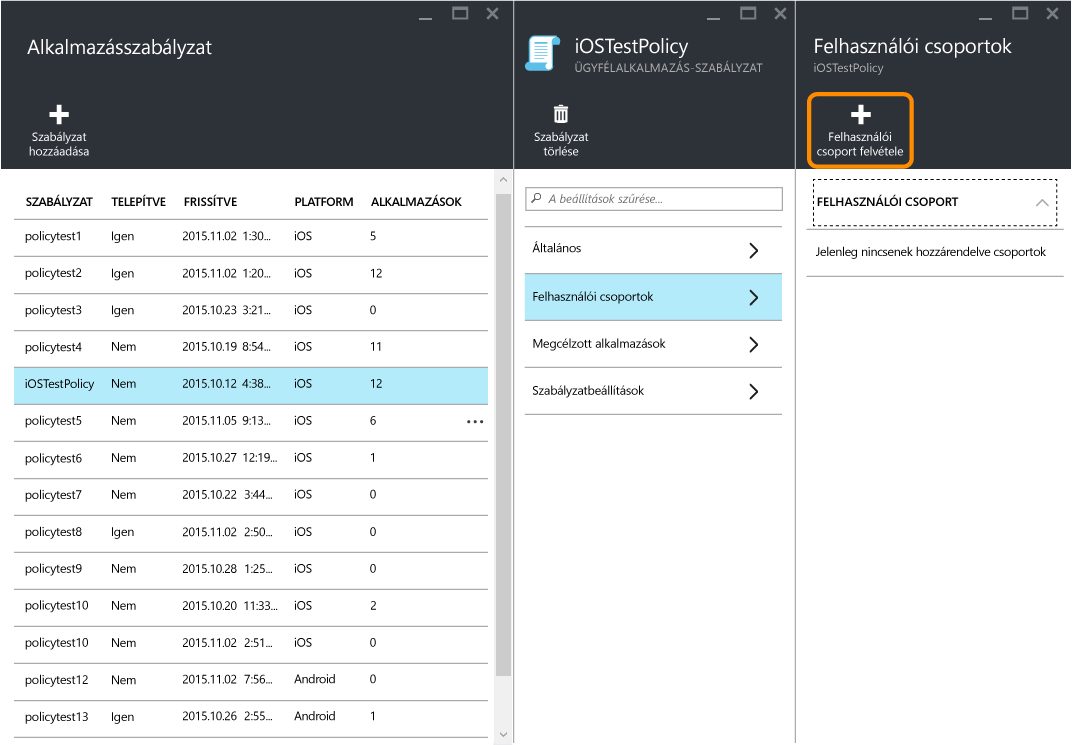 Alkalmazásszabályzat
Szabályzat
hozzáadása
SZABÁLYZAT TELEPÍTVE FRISSÍTVE PLATFORM ALKALMAZÁSOK
policytest1 Igen 2015.11.02 1:30... iOS 5
policytest2 Igen 2015.11.02 1:20... iOS 12
policytest3 Igen 2015.10.23 3:21... iOS 0
policytest4 Nem 2015.10.19 8:54... iOS 11
iOSTestPolicy Nem 2015.10.12 4:38... iOS 12
policytest5 Nem 2015.11.05 9:13... iOS 6 ...
policytest6 Nem 2015.10.27 12:19... iOS 1
policytest7 Nem 2015.10.22 3:44... iOS 0
policytest8 Igen 2015.11.02 2:50... iOS 0
policytest9 Nem 2015.10.28 1:25... iOS 0
policytest10 Nem 2015.10.20 11:33... iOS 2
policytest10 Nem 2015.11.02 2:51... iOS 0
policytest12 Nem 2015.11.02 7:56... Android 0
policytest13 Igen 2015.10.26 2:55... Android 1
iOSTestPolicy
ÜGYFÉLALKALMAZÁS-SZABÁLYZAT
Szabályzat
törlése
A beállítások szűrése...
Általános
Felhasználói csoportok
Megcélzott alkalmazások
Szabályzatbeállítások
Felhasználói csoportok
iOSTestPolicy
Felhasználói
csoport felvétele
FELHASZNÁLÓI CSOPORT
Jelenleg nincsenek hozzárendelve csoportok